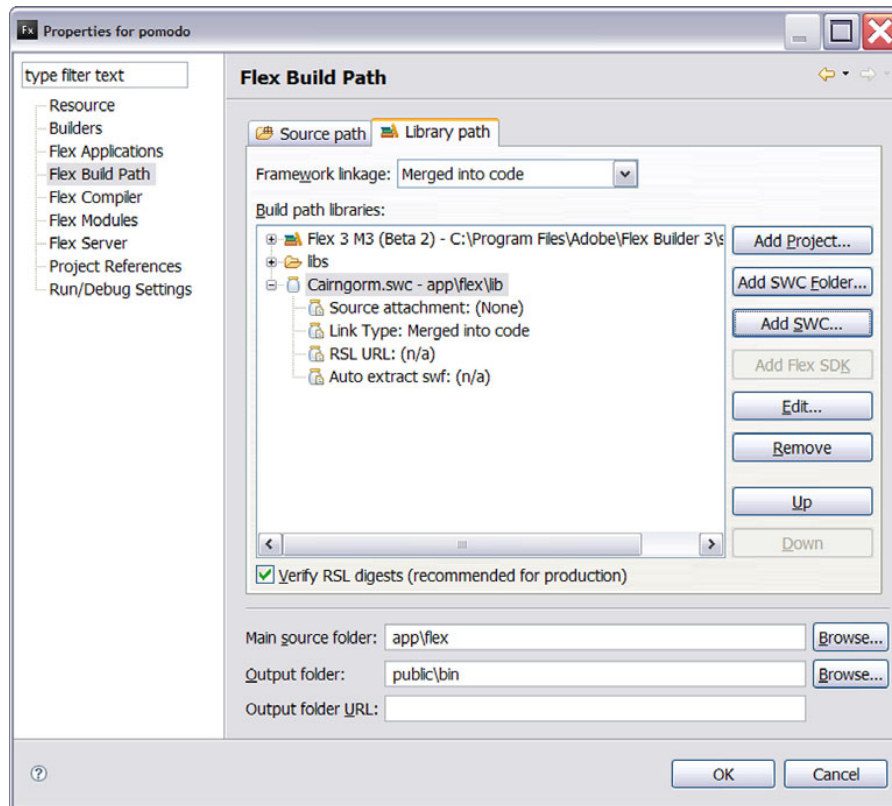 Fx Properties for pomodo
type filter text
Resource
Builders
Flex Applications
Flex Build Path
Flex Compiler
Flex Modules
Flex Server
Project References
Run/Debug Settings
Flex Build Path
Source path
Library path
Framework linkage: Merged into code
Build path libraries:
Flex 3 M3 (Beta 2) - C:\Program Files\Adobe\Flex Builder 3\s
libs
Cairngorm.swc - app\flex\lib
Source attachment: (None)
Link Type: Merged into code
RSL URL: (n/a)
Auto extract swf: (n/a)
Add Project...
Add SWC Folder...
Add SWC...
Add Flex SDK
Edit...
Remove
Up
Down
Verify RSL digests (recommended for production)
Main source folder: app\flex Browse...
Output folder: public\bin Browse...
Output folder URL:
?
OK Cancel